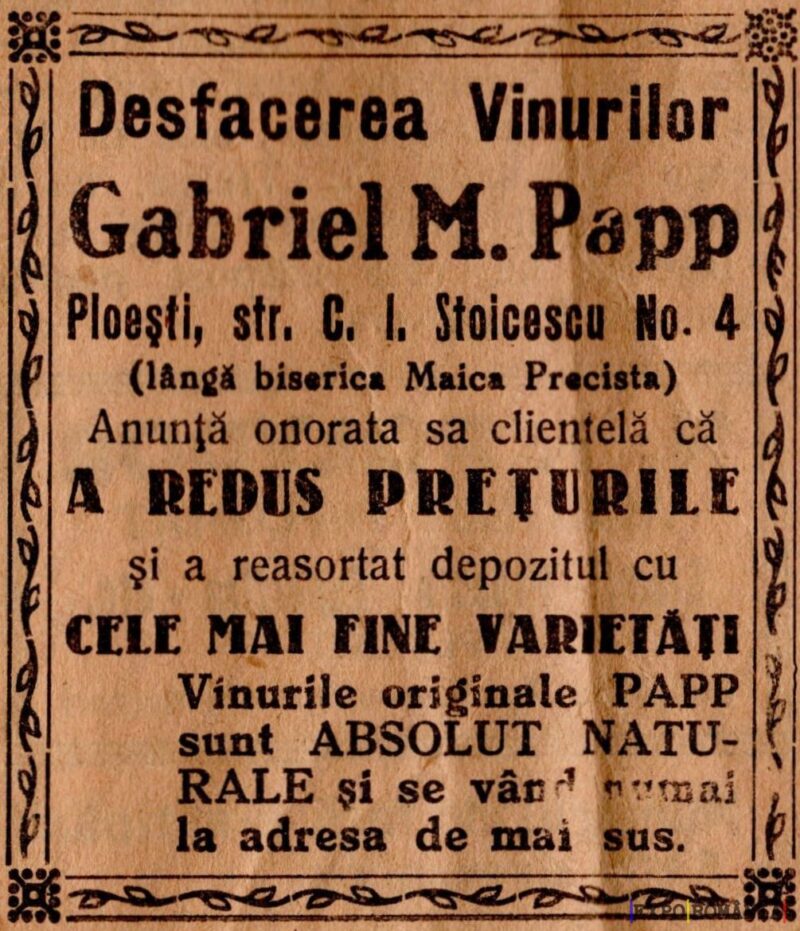 Desfacerea Vinurilor
Gabriel M. Papp
Ploești, str. C. I. Stoicescu No. 4
(lângă biserica Maica Precista)
Anunţă onorata sa clientelă că
A REDUS PREŢURILE
şi a reasortat depozitul cu
CELE MAI FINE VARIETĂŢI
Vinurile originale PAPP
sunt ABSOLUT NATU-
RALE şi se vând numai
la adresa de mai sus.